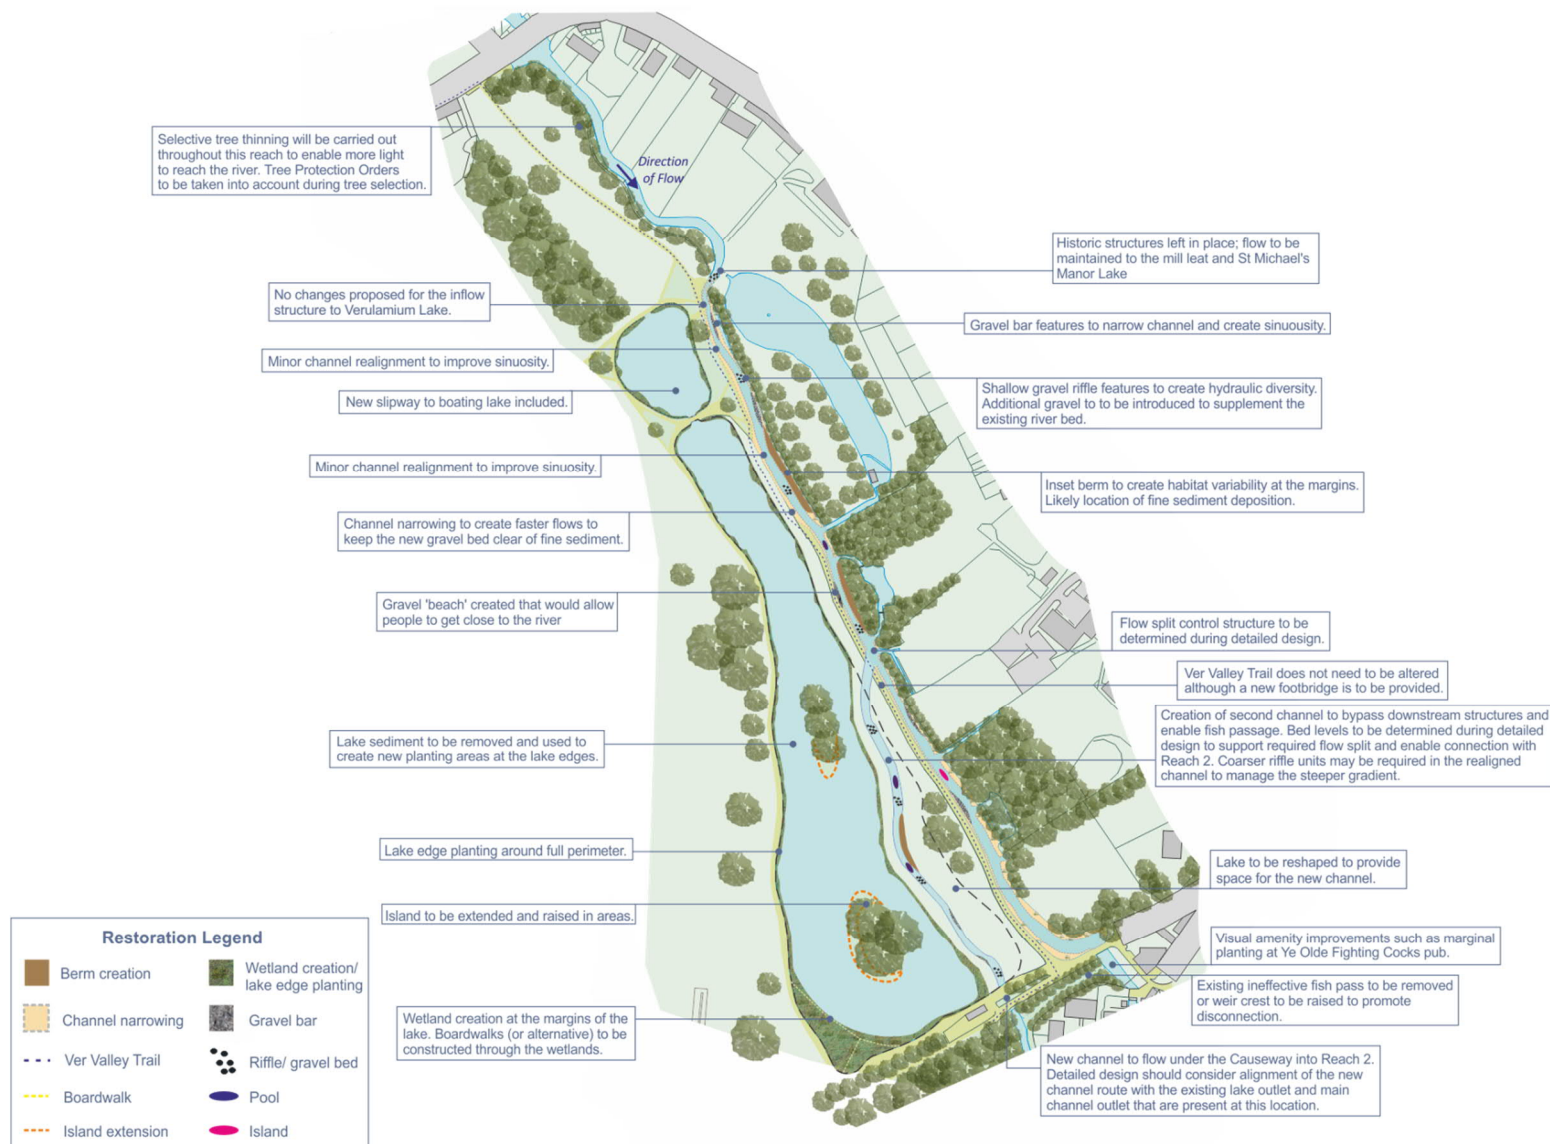 Selective tree thinning will be carried out
throughout this reach to enable more light
to reach the river. Tree Protection Orders
to be taken into account during tree selection.
Direction
of Flow
Historic structures left in place; flow to be
maintained to the mill leat and St Michael's
Manor Lake
No changes proposed for the inflow
structure to Verulamium Lake.
Gravel bar features to narrow channel and create sinuousity.
Minor channel realignment to improve sinuosity.
Shallow gravel riffle features to create hydraulic diversity.
Additional gravel to to be introduced to supplement the
existing river bed.
New slipway to boating lake included.
Minor channel realignment to improve sinuosity.
Inset berm to create habitat variability at the margins.
Likely location of fine sediment deposition.
Channel narrowing to create faster flows to
keep the new gravel bed clear of fine sediment.
Gravel 'beach' created that would allow
people to get close to the river
Flow split control structure to be
determined during detailed design.
Ver Valley Trail does not need to be altered
although a new footbridge is to be provided.
Creation of second channel to bypass downstream structures and
enable fish passage. Bed levels to be determined during detailed
design to support required flow split and enable connection with
Reach 2. Coarser riffle units may be required in the realigned
channel to manage the steeper gradient.
Lake sediment to be removed and used to
create new planting areas at the lake edges.
Lake edge planting around full perimeter.
Lake to be reshaped to provide
space for the new channel.
Island to be extended and raised in areas.
Visual amenity improvements such as marginal
planting at Ye Olde Fighting Cocks pub.
Existing ineffective fish pass to be removed
or weir crest to be raised to promote
disconnection.
Wetland creation at the margins of the
lake. Boardwalks (or alternative) to be
constructed through the wetlands.
New channel to flow under the Causeway into Reach 2.
Detailed design should consider alignment of the new
channel route with the existing lake outlet and main
channel outlet that are present at this location.
Restoration Legend
Berm creation
Wetland creation/
lake edge planting
Channel narrowing
Gravel bar
Ver Valley Trail
Riffle/ gravel bed
Boardwalk
Pool
Island extension
Island